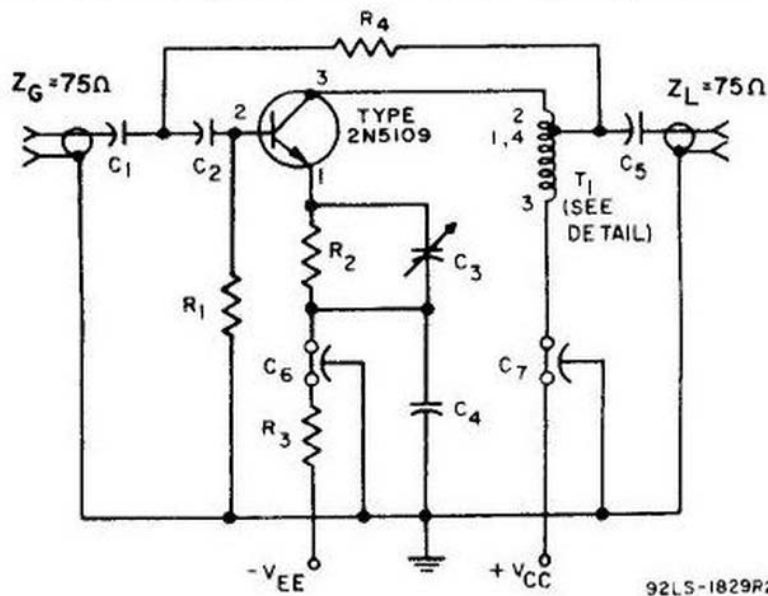 R4
ZG=75Ω
3
TYPE
2N5109
2
ZL=75Ω
2
1,4
C1
C2
C5
1
3
T1
(SEE
DETAIL)
R2
C3
R1
C6
C7
C4
R3
-VEE
+VCC
92LS-1829R2